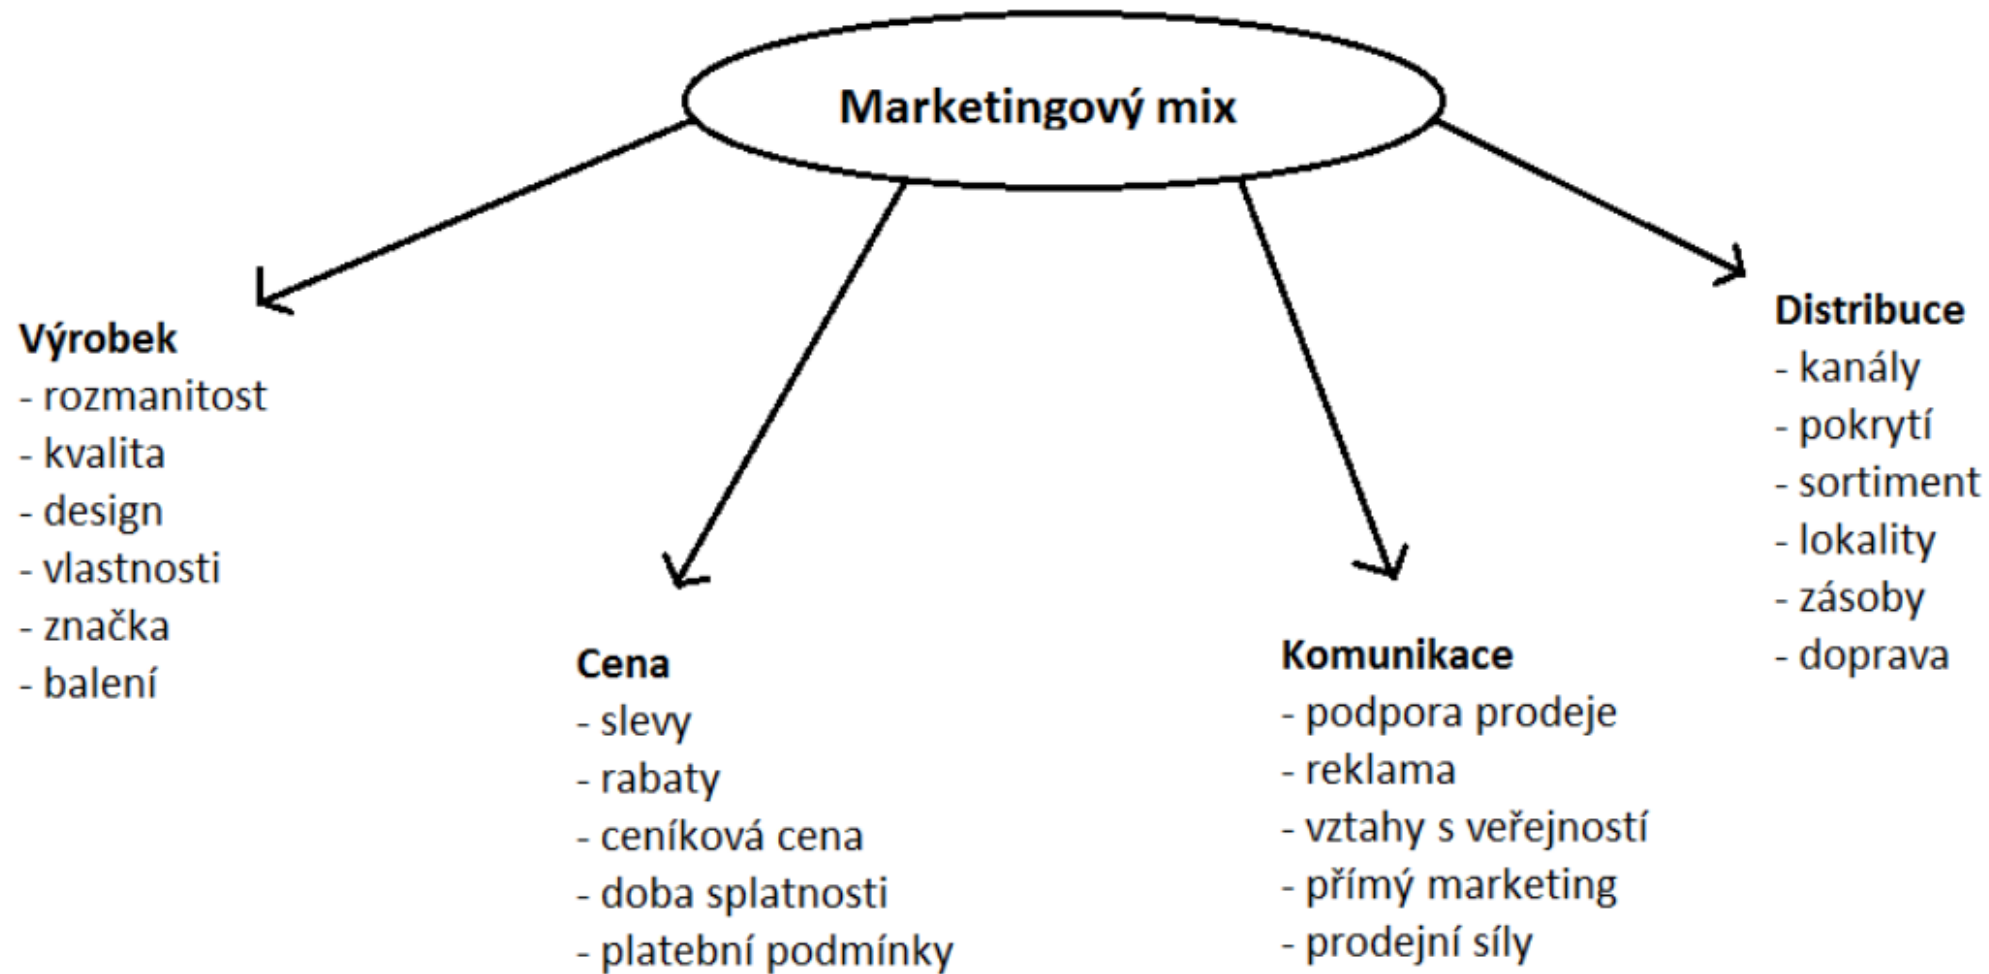 Marketingový mix
Výrobek
- rozmanitost
- kvalita
- design
- vlastnosti
- značka
- balení
Cena
- slevy
- rabaty
- ceníková cena
- doba splatnosti
- platební podmínky
Komunikace
- podpora prodeje
- reklama
- vztahy s veřejností
- přímý marketing
- prodejní síly
Distribuce
- kanály
- pokrytí
- sortiment
- lokality
- zásoby
- doprava